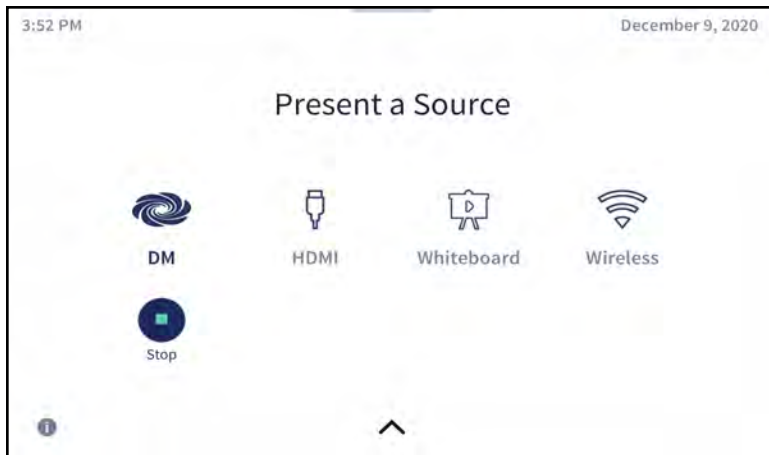 3:52 PM December 9, 2020
Present a Source
DM HDMI Whiteboard Wireless
Stop